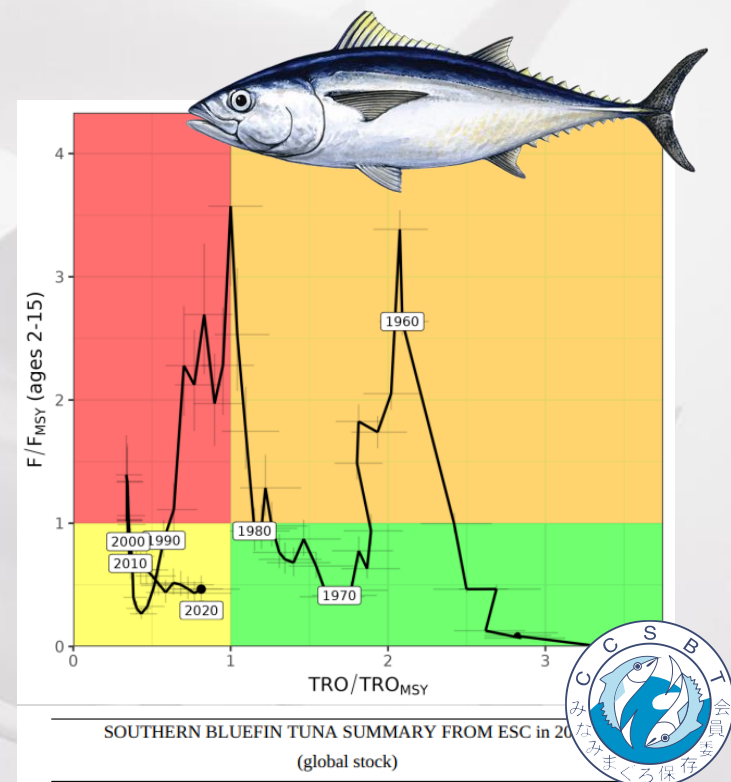 4
3
2
1
0
F/F_MSY (ages 2-15)
1960
1980
2000
1990
2010
1970
2020
0
1
2
3
TRO/TRO_MSY
SOUTHERN BLUEFIN TUNA SUMMARY FROM ESC in
(global stock)
CCSBT
みなみまぐろ保存委員会